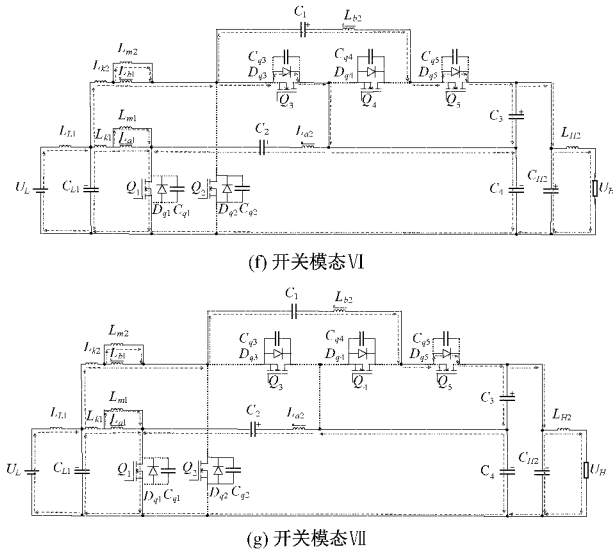 C1 Lb2
Lm2
Cq3 Cq4 Cq5
Lk2 Lb1 Dq3 Dq4 Dq5
Q3 Q4 Q5
Lm1 C3
LL1 Lk1 La1 C2 La2 LH2
UL CL1 Q1 Q2 C4 CH2 UH
Dq1 Cq1 Dq2 Cq2
(f) 开关模态Ⅵ
C1 Lb2
Lm2
Cq3 Cq4 Cq5
Lk2 Lb1 Dq3 Dq4 Dq5
Q3 Q4 Q5
Lm1 C3
LL1 Lk1 La1 C2 La2 LH2
UL CL1 Q1 Q2 C4 CH2 UH
Dq1 Cq1 Dq2 Cq2
(g) 开关模态Ⅶ